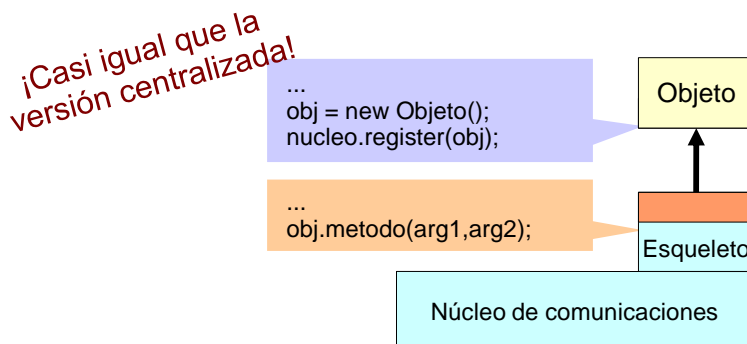 ¡Casi igual que la
versión centralizada!
...
obj = new Objeto();
nucleo.register(obj);
Objeto
...
obj.metodo(arg1,arg2);
Esqueleto
Núcleo de comunicaciones